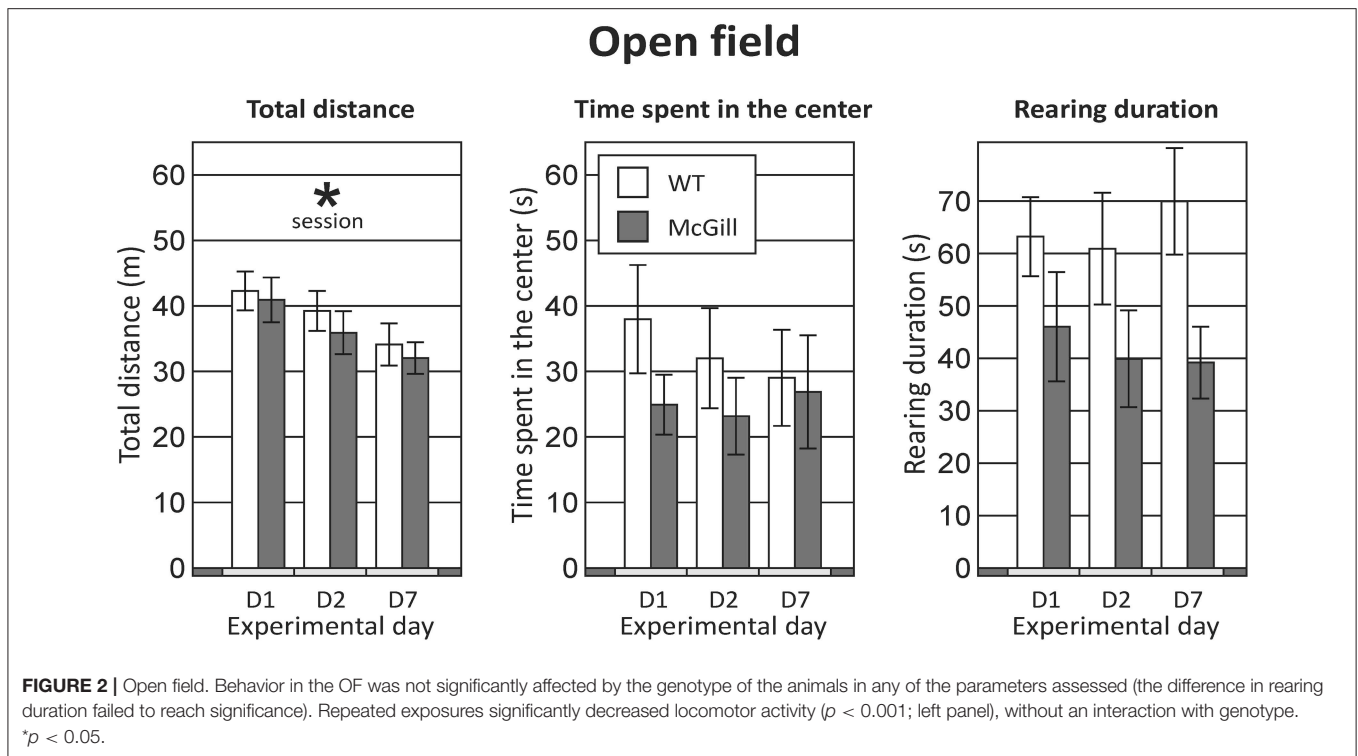 Open field
Total distance
Total distance (m)
60
50
40
30
20
10
0
*
session
D1 D2 D7
Experimental day
Time spent in the center
Time spent in the center (s)
60
50
40
30
20
10
0
WT
McGill
D1 D2 D7
Experimental day
Rearing duration
Rearing duration (s)
70
60
50
40
30
20
10
0
D1 D2 D7
Experimental day
FIGURE 2 | Open field. Behavior in the OF was not significantly affected by the genotype of the animals in any of the parameters assessed (the difference in rearing
duration failed to reach significance). Repeated exposures significantly decreased locomotor activity (p < 0.001; left panel), without an interaction with genotype.
*p < 0.05.